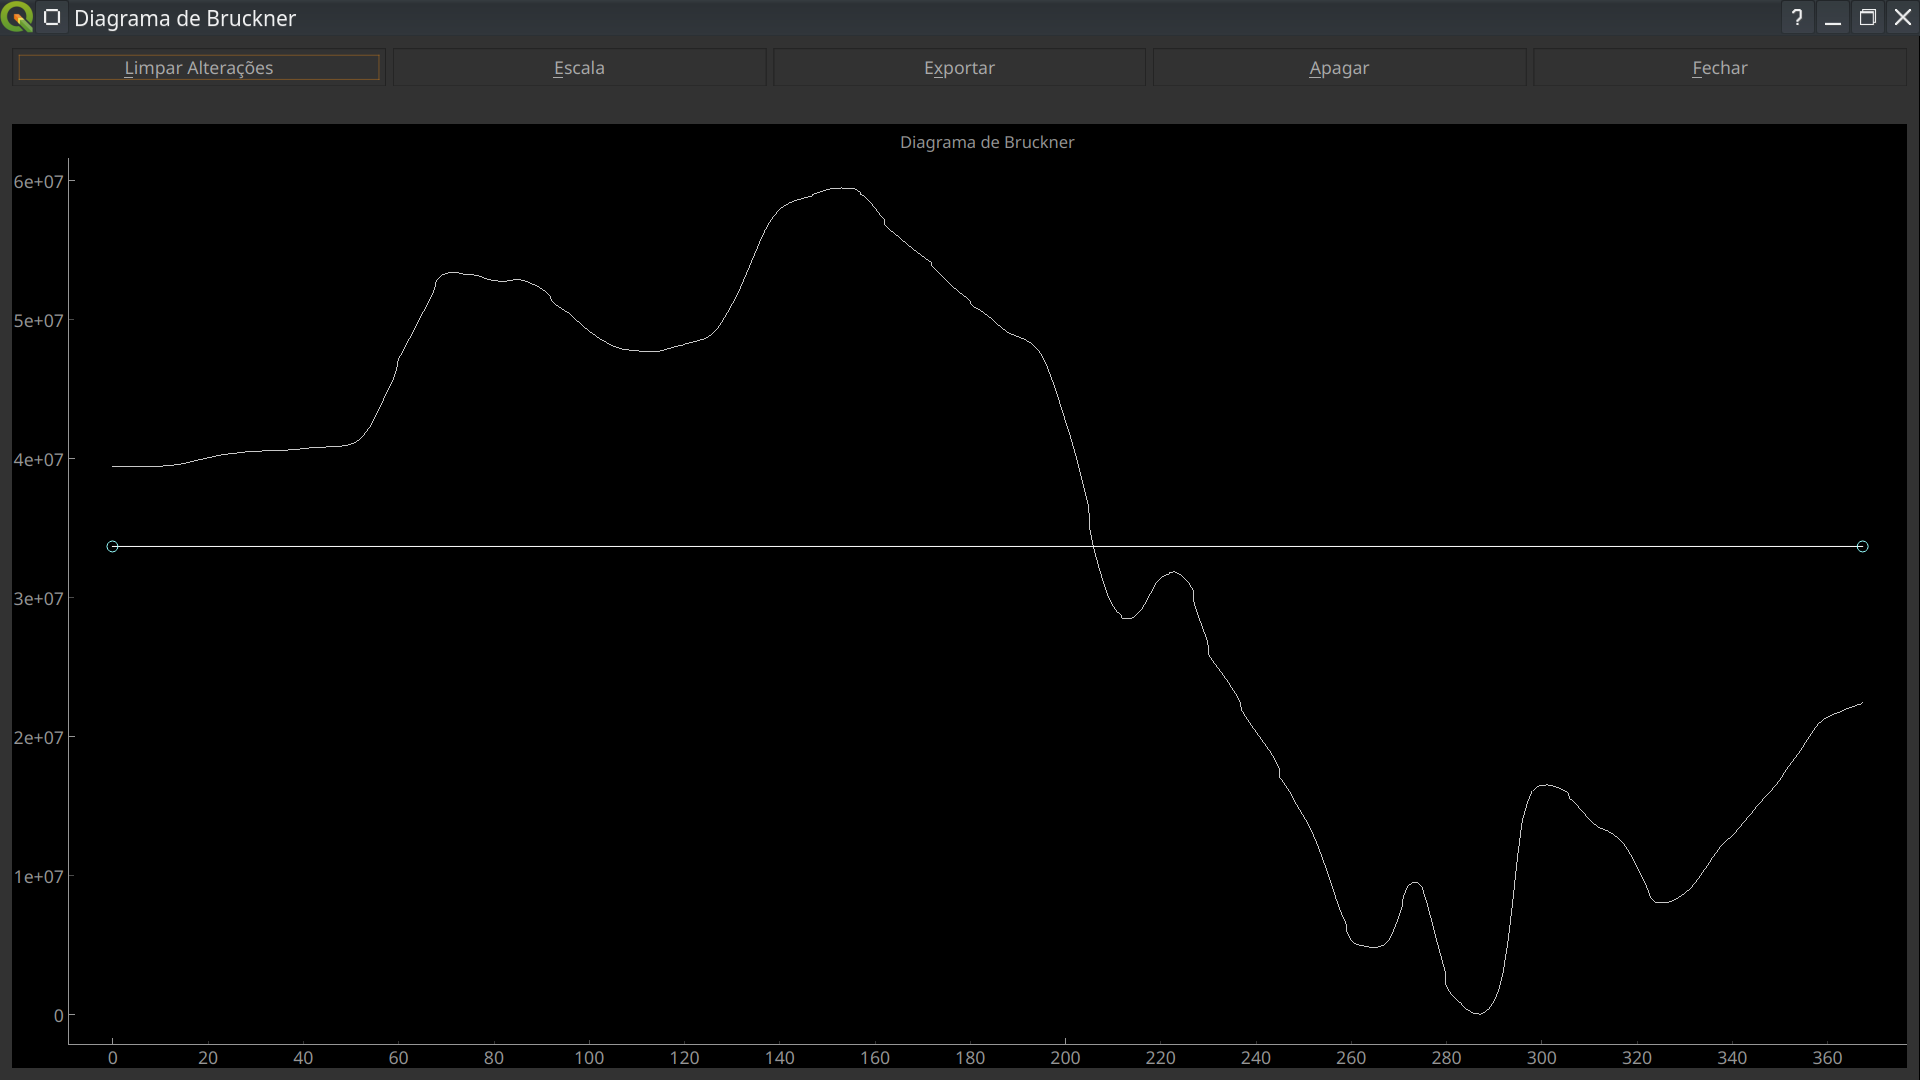 Diagrama de Bruckner
?
Limpar Alterações
Escala
Exportar
Apagar
Fechar
Diagrama de Bruckner
6e+07
5e+07
4e+07
3e+07
2e+07
1e+07
0
0 20 40 60 80 100 120 140 160 180 200 220 240 260 280 300 320 340 360